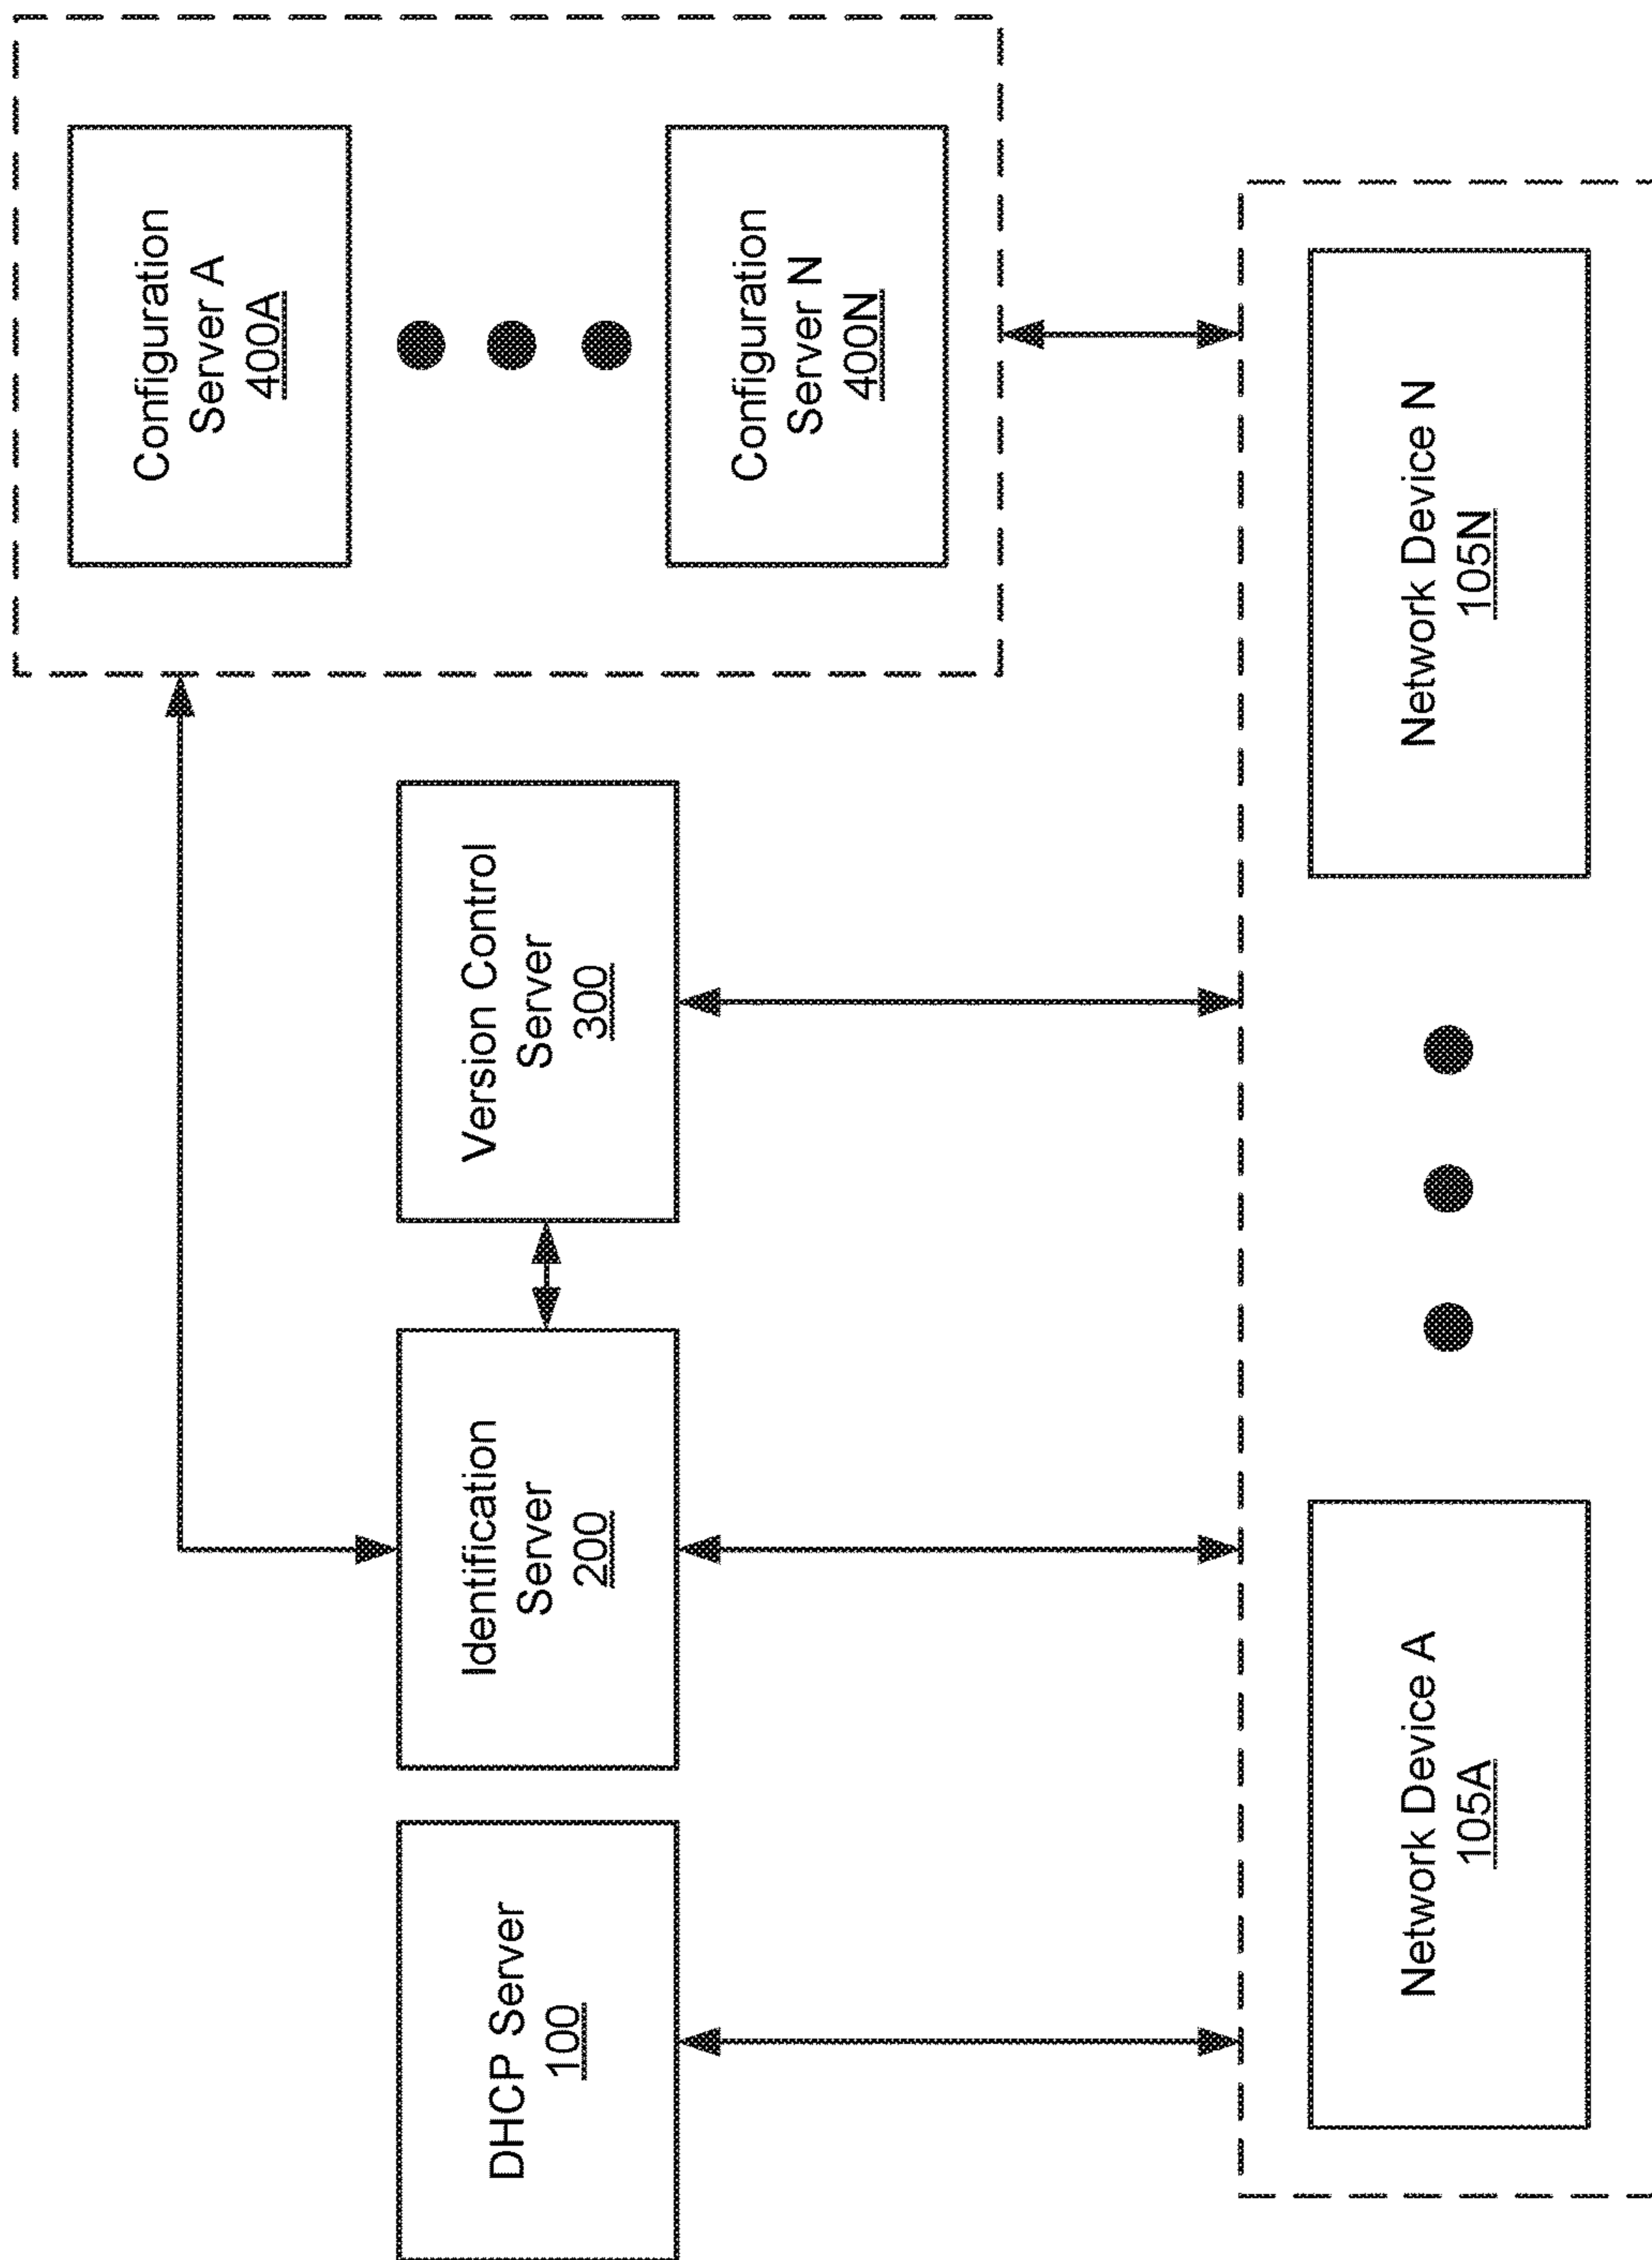 DHCP Server
100
Identification
Server
200
Version Control
Server
300
Configuration
Server A
400A
Configuration
Server N
400N
Network Device A
105A
Network Device N
105N